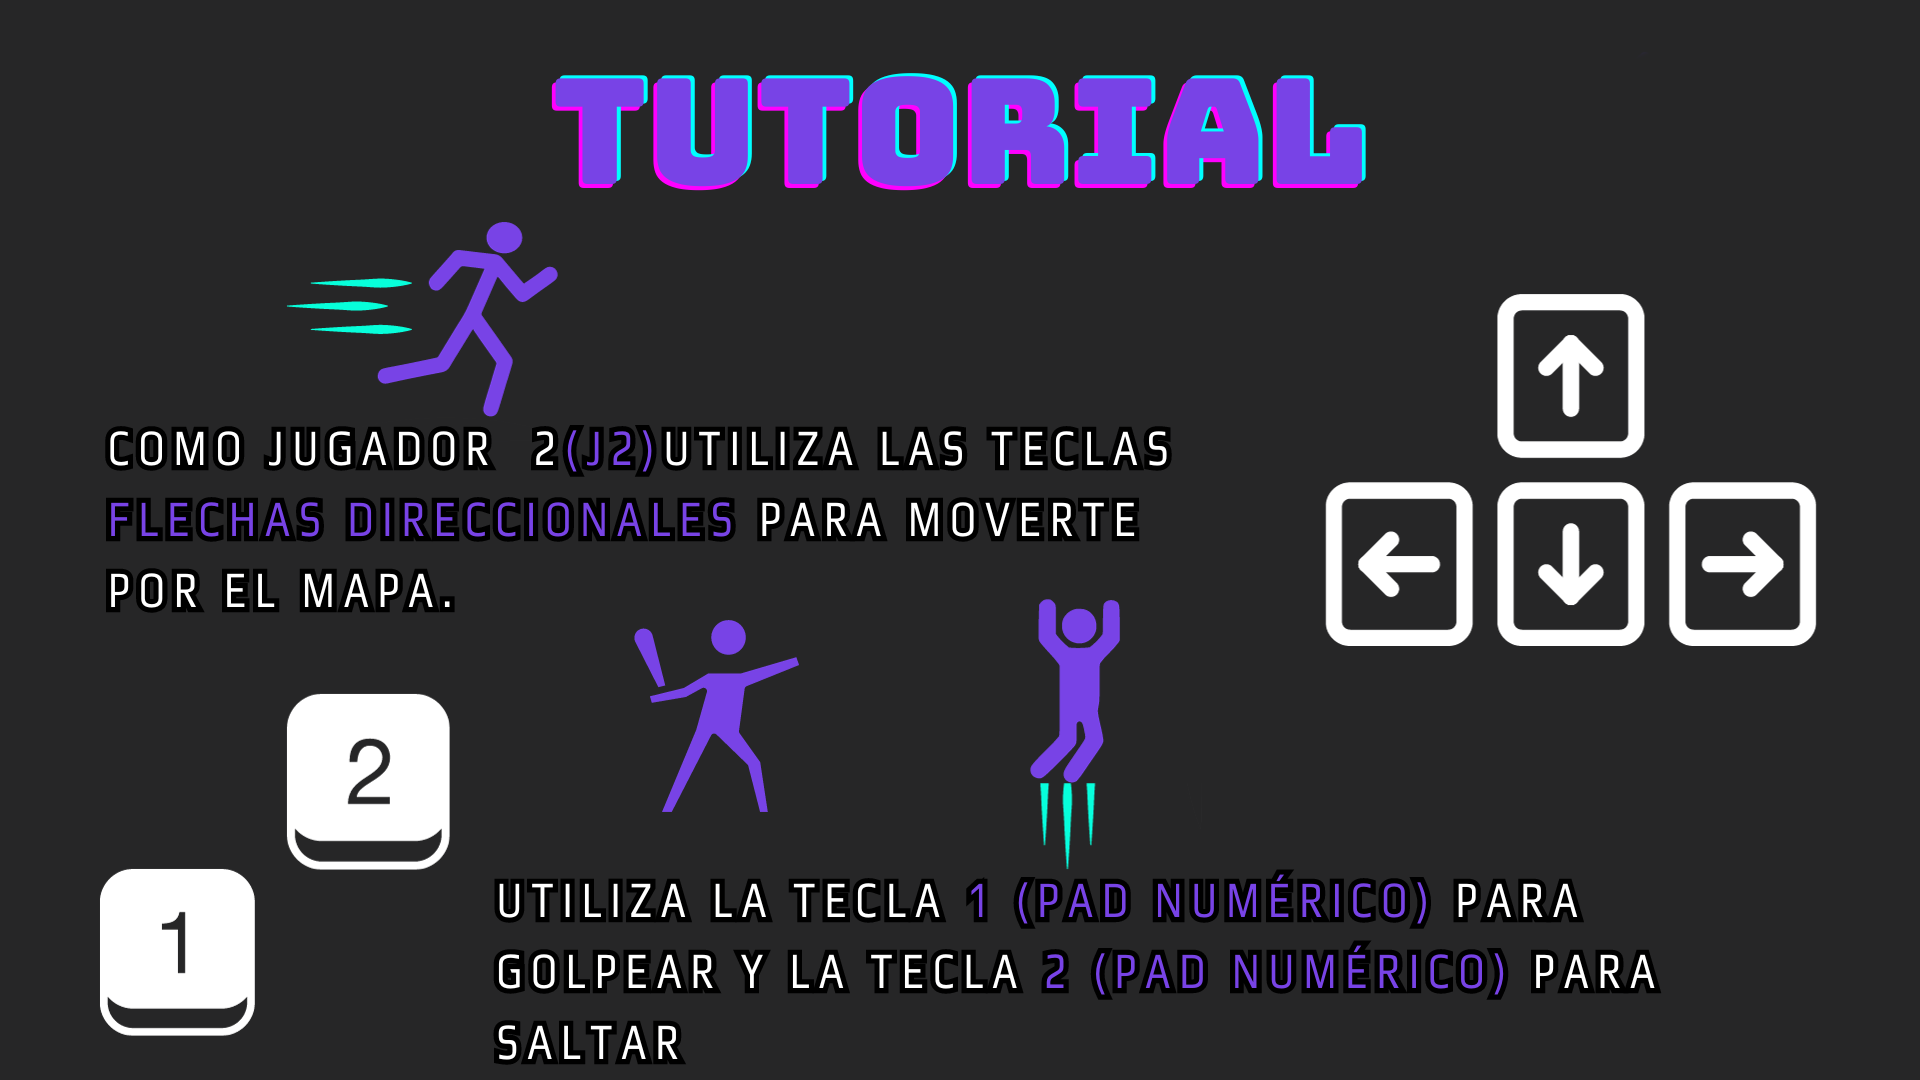 TUTORIAL
COMO JUGADOR 2(J2)UTILIZA LAS TECLAS
FLECHAS DIRECCIONALES PARA MOVERTE
POR EL MAPA.
2
1
UTILIZA LA TECLA 1 (PAD NUMÉRICO) PARA
GOLPEAR Y LA TECLA 2 (PAD NUMÉRICO) PARA
SALTAR